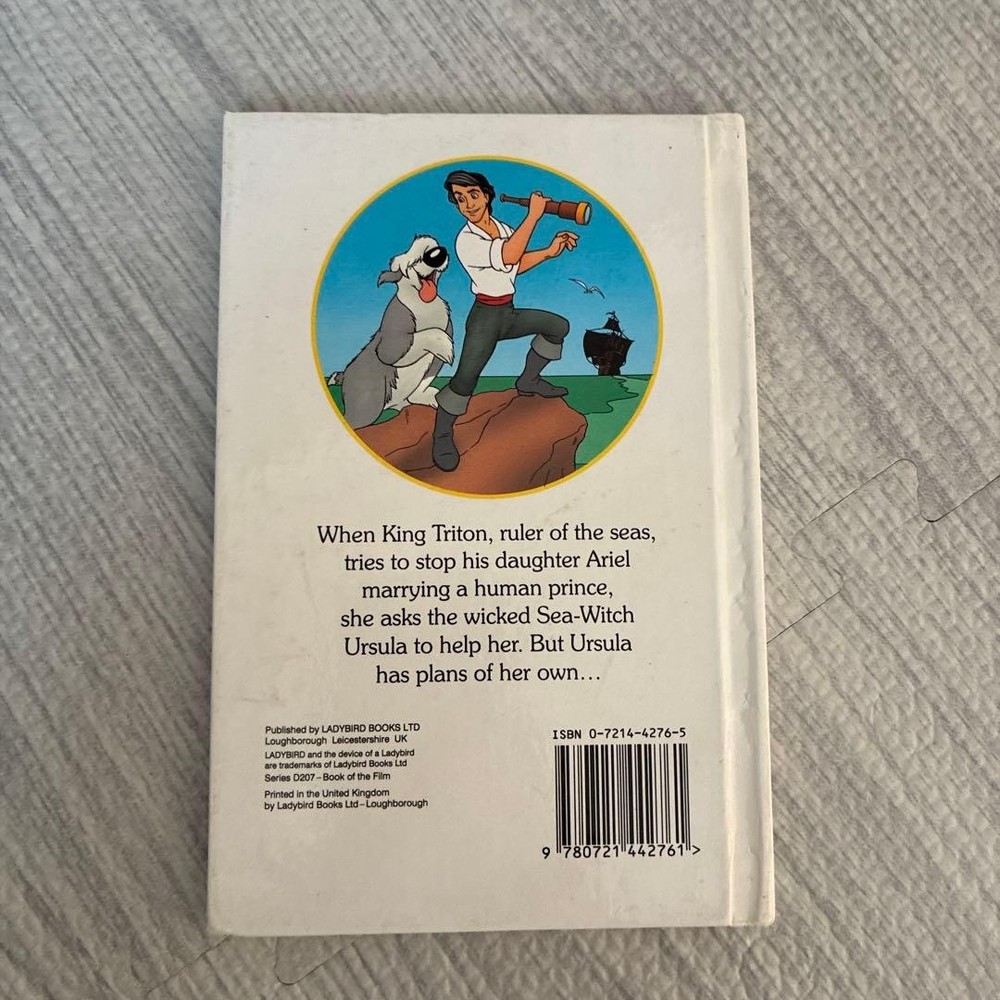 When King Triton, ruler of the seas,
tries to stop his daughter Ariel
marrying a human prince,
she asks the wicked Sea-Witch
Ursula to help her. But Ursula
has plans of her own...
Published by LADYBIRD BOOKS LTD
Loughborough Leicestershire UK
LADYBIRD and the device of a Ladybird
are trademarks of Ladybird Books Ltd
Series D207–Book of the Film
Printed in the United Kingdom
by Ladybird Books Ltd–Loughborough
ISBN 0-7214-4276-5
9 780721 442761 >